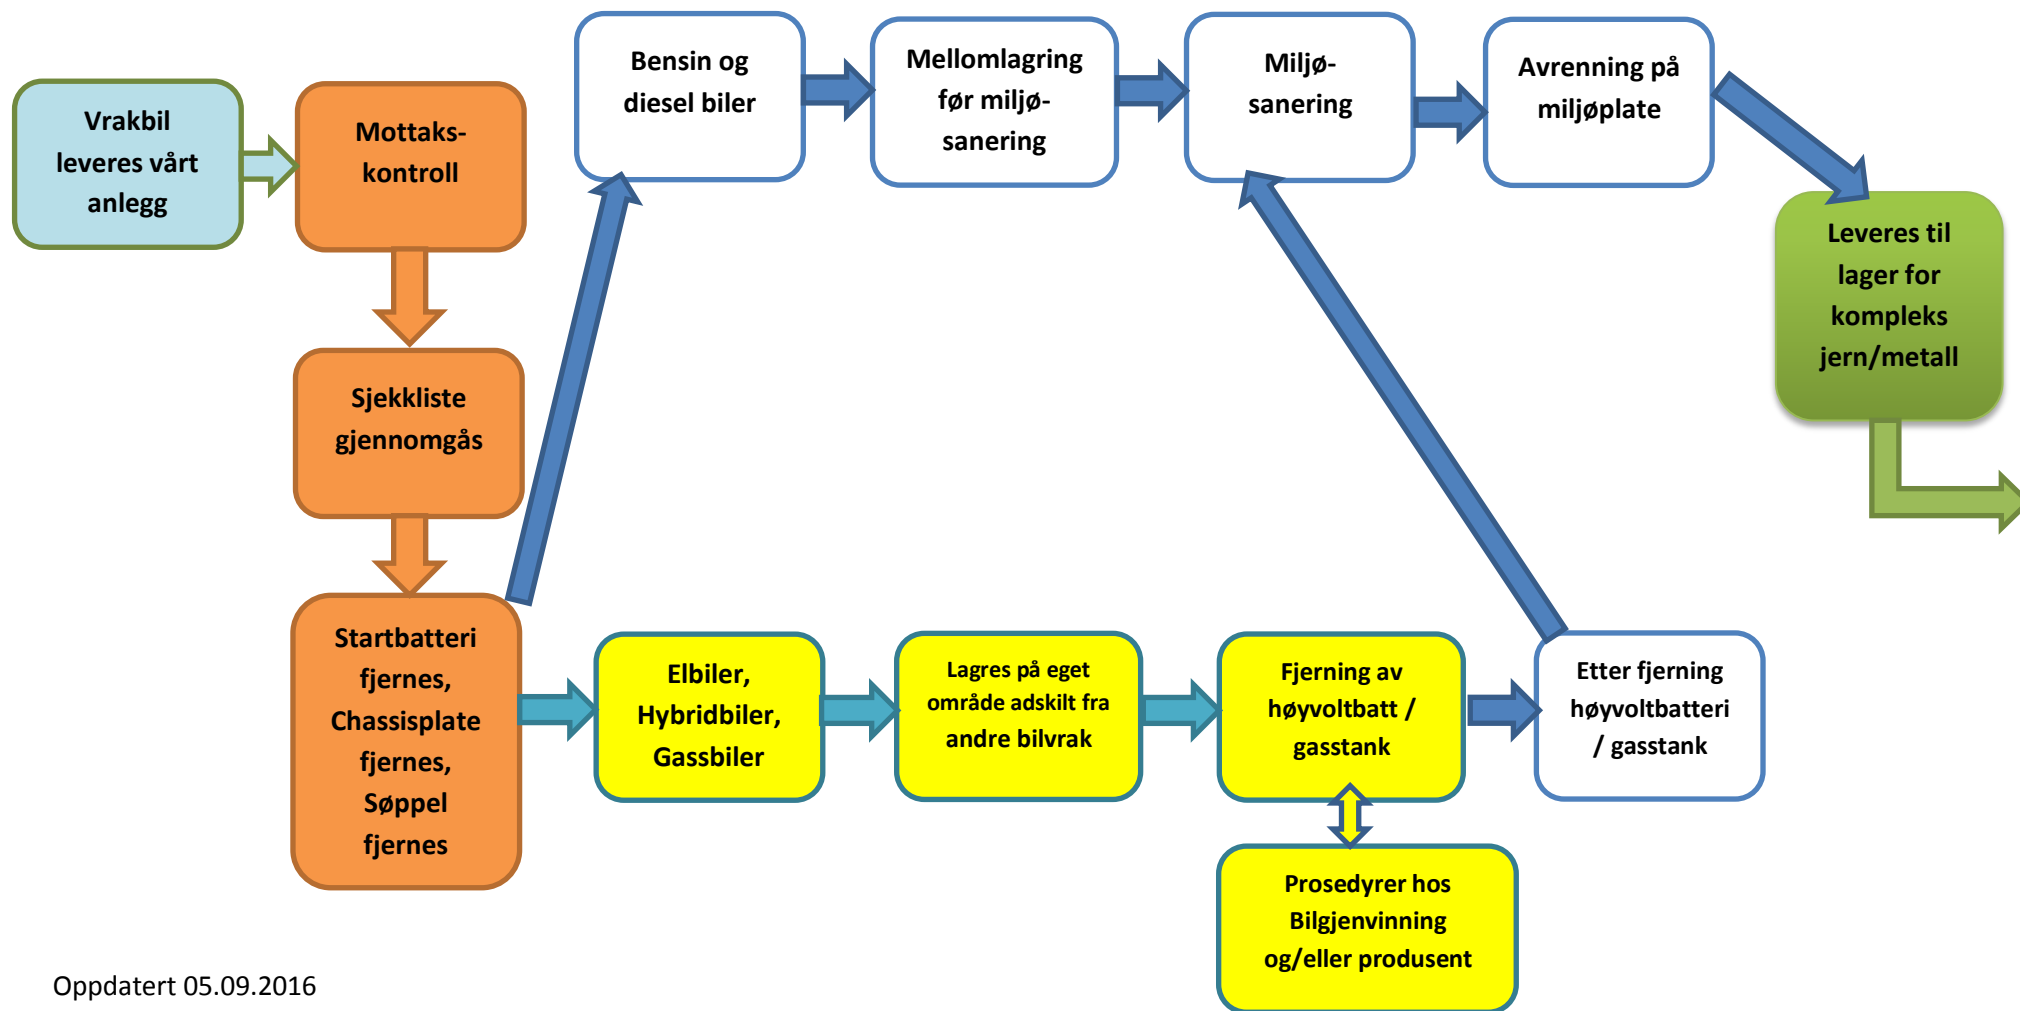 Vrakbil
leveres vårt
anlegg
Mottaks-
kontroll
Sjekkliste
gjennomgås
Startbatteri
fjernes,
Chassisplate
fjernes,
Søppel
fjernes
Bensin og
diesel biler
Mellomlagring
før miljø-
sanering
Miljø-
sanering
Avrenning på
miljøplate
Leveres til
lager for
kompleks
jern/metall
Elbiler,
Hybridbiler,
Gassbiler
Lagres på eget
område adskilt fra
andre bilvrak
Fjerning av
høyvoltbatt /
gasstank
Etter fjerning
høyvoltbatteri
/ gasstank
Prosedyrer hos
Bilgjenvinning
og/eller produsent
Oppdatert 05.09.2016